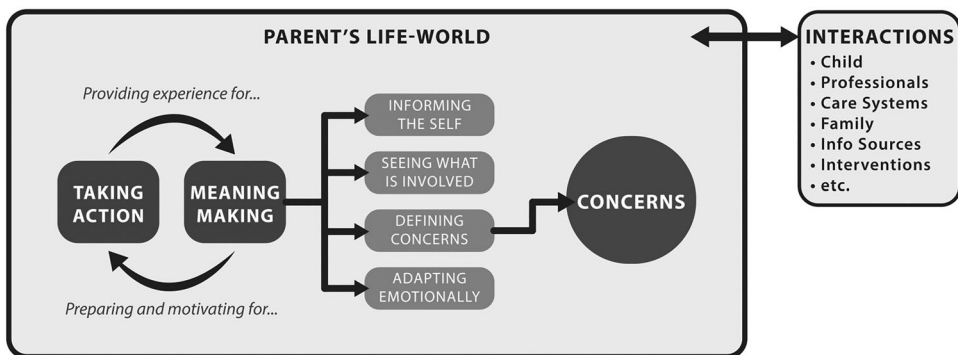 PARENT'S LIFE-WORLD
Providing experience for...
TAKING
ACTION
MEANING
MAKING
Preparing and motivating for...
INFORMING
THE SELF
SEEING WHAT
IS INVOLVED
DEFINING
CONCERNS
ADAPTING
EMOTIONALLY
CONCERNS
INTERACTIONS
• Child
• Professionals
• Care Systems
• Family
• Info Sources
• Interventions
• etc.